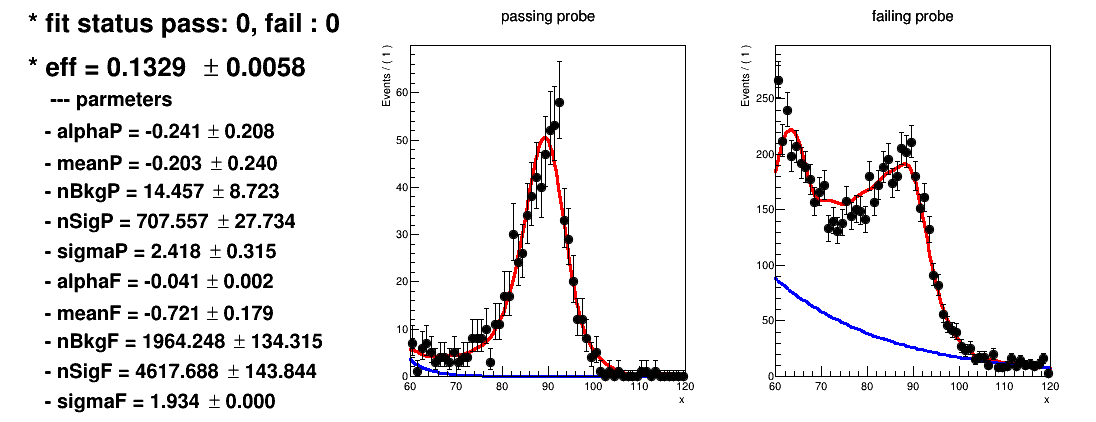 * fit status pass: 0, fail : 0
* eff = 0.1329 ± 0.0058
--- parmeters
- alphaP = -0.241 ± 0.208
- meanP = -0.203 ± 0.240
- nBkgP = 14.457 ± 8.723
- nSigP = 707.557 ± 27.734
- sigmaP = 2.418 ± 0.315
- alphaF = -0.041 ± 0.002
- meanF = -0.721 ± 0.179
- nBkgF = 1964.248 ± 134.315
- nSigF = 4617.688 ± 143.844
- sigmaF = 1.934 ± 0.000
passing probe
Events / ( 1 )
60
50
40
30
20
10
0
60 70 80 90 100 110 120
x
failing probe
Events / ( 1 )
250
200
150
100
50
0
60 70 80 90 100 110 120
x